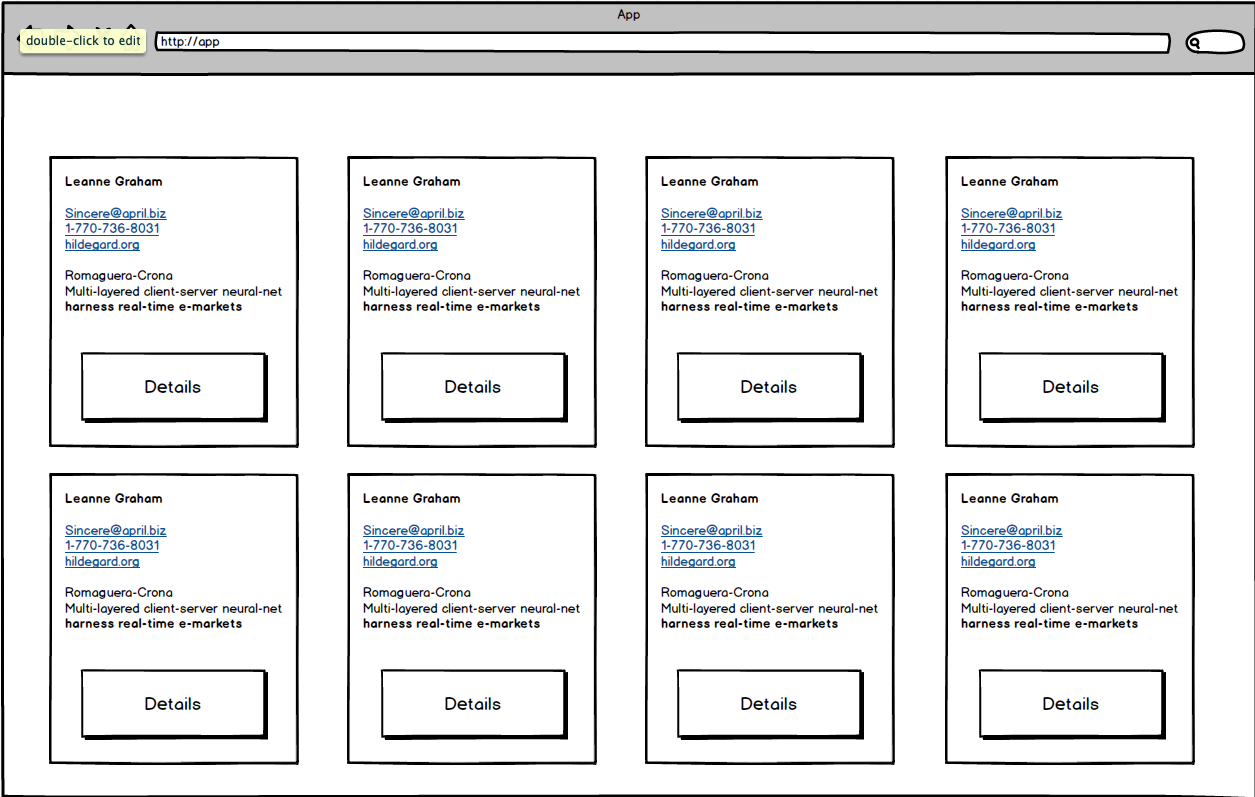 App
double-click to edit
http://app
Leanne Graham
Sincere@april.biz
1-770-736-8031
hildegard.org
Romaguera-Crona
Multi-layered client-server neural-net
harness real-time e-markets
Details
Leanne Graham
Sincere@april.biz
1-770-736-8031
hildegard.org
Romaguera-Crona
Multi-layered client-server neural-net
harness real-time e-markets
Details
Leanne Graham
Sincere@april.biz
1-770-736-8031
hildegard.org
Romaguera-Crona
Multi-layered client-server neural-net
harness real-time e-markets
Details
Leanne Graham
Sincere@april.biz
1-770-736-8031
hildegard.org
Romaguera-Crona
Multi-layered client-server neural-net
harness real-time e-markets
Details
Leanne Graham
Sincere@april.biz
1-770-736-8031
hildegard.org
Romaguera-Crona
Multi-layered client-server neural-net
harness real-time e-markets
Details
Leanne Graham
Sincere@april.biz
1-770-736-8031
hildegard.org
Romaguera-Crona
Multi-layered client-server neural-net
harness real-time e-markets
Details
Leanne Graham
Sincere@april.biz
1-770-736-8031
hildegard.org
Romaguera-Crona
Multi-layered client-server neural-net
harness real-time e-markets
Details
Leanne Graham
Sincere@april.biz
1-770-736-8031
hildegard.org
Romaguera-Crona
Multi-layered client-server neural-net
harness real-time e-markets
Details